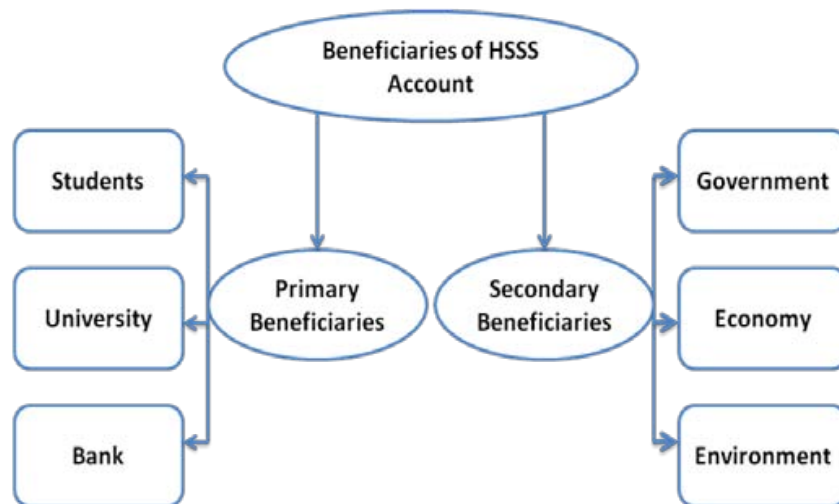 Beneficiaries of HSSS
Account
Students
University
Bank
Primary
Beneficiaries
Secondary
Beneficiaries
Government
Economy
Environment